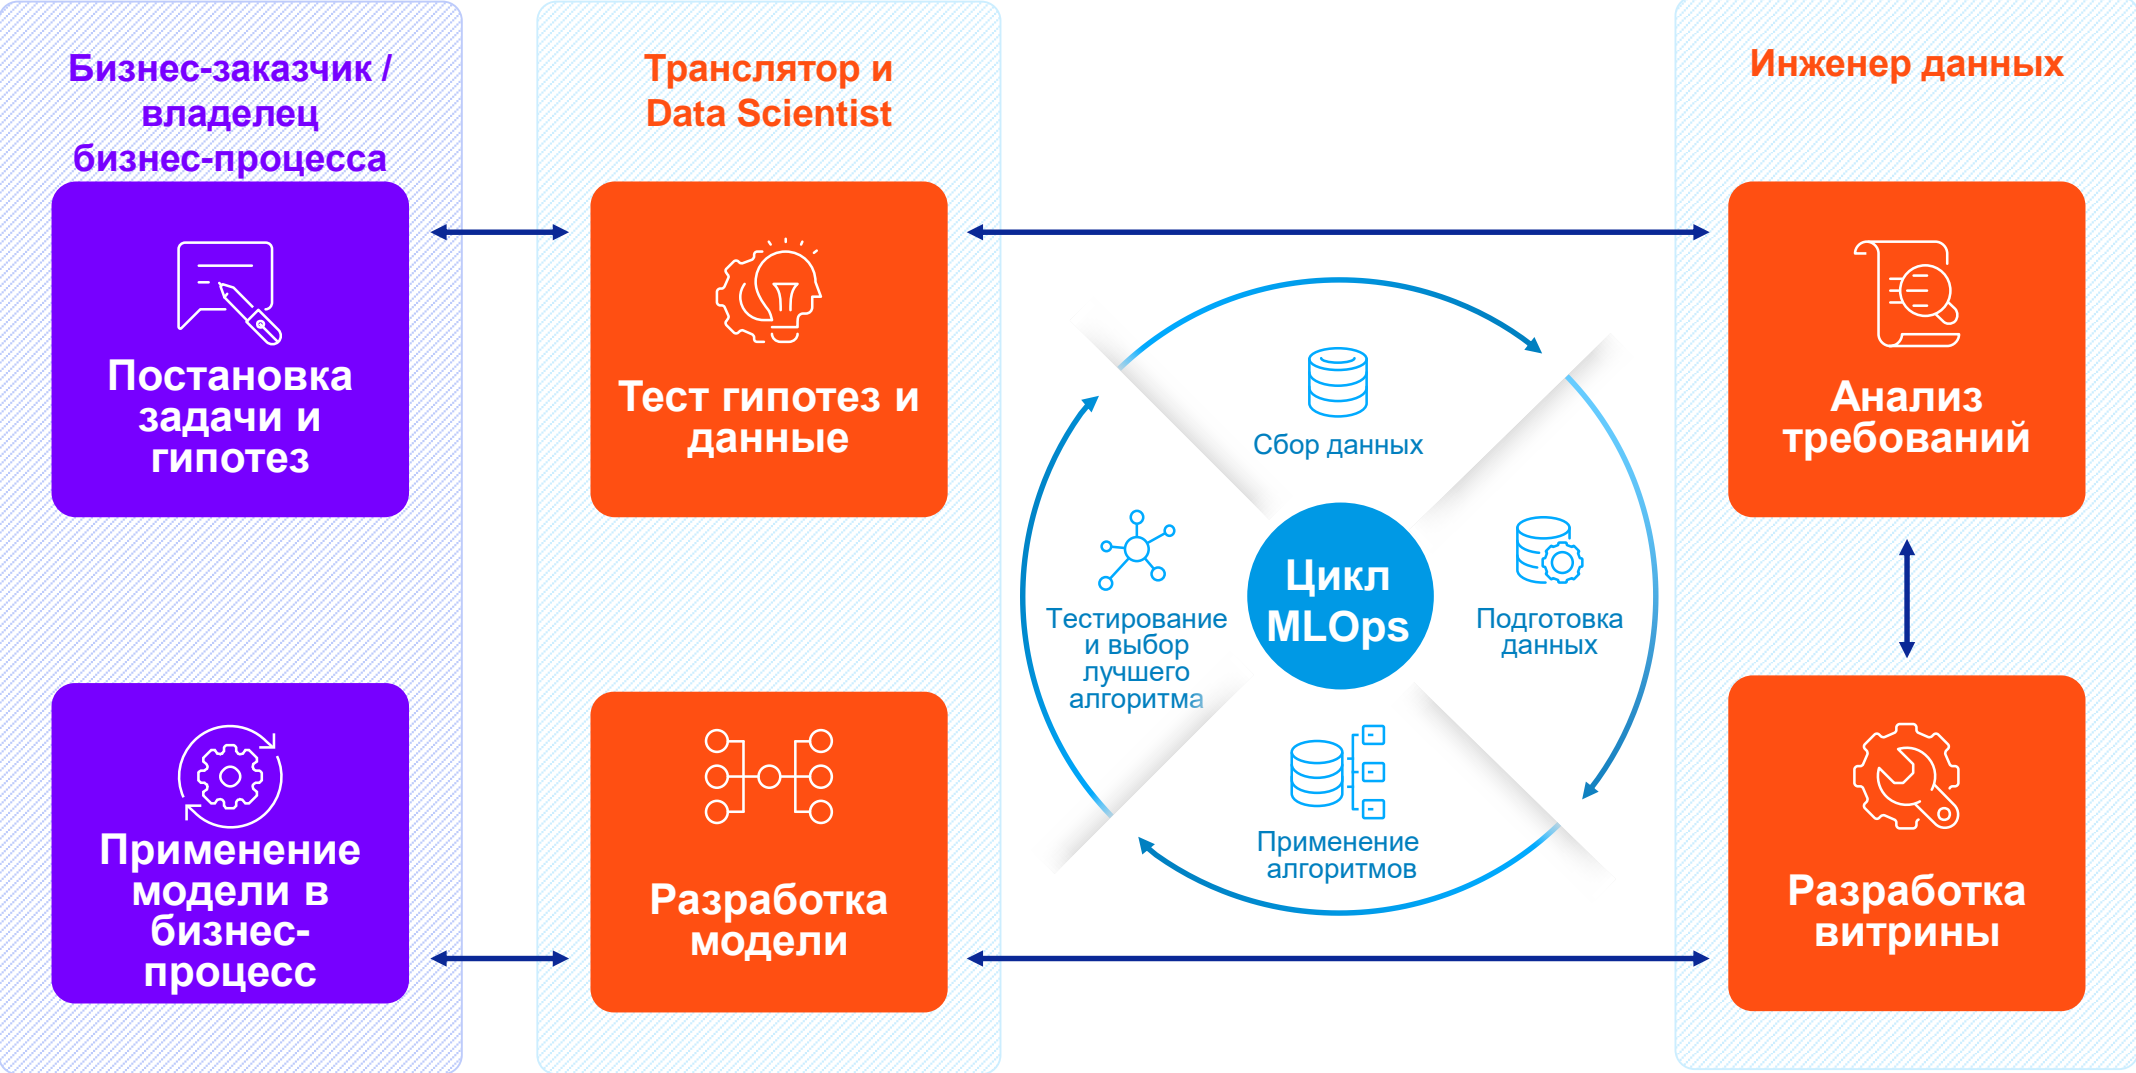 Бизнес-заказчик /
владелец
бизнес-процесса
Постановка
задачи и
гипотез
Применение
модели в
бизнес-
процесс
Транслятор и
Data Scientist
Тест гипотез и
данные
Разработка
модели
Сбор данных
Подготовка
данных
Применение
алгоритмов
Тестирование
и выбор
лучшего
алгоритма
Цикл
MLOps
Инженер данных
Анализ
требований
Разработка
витрины